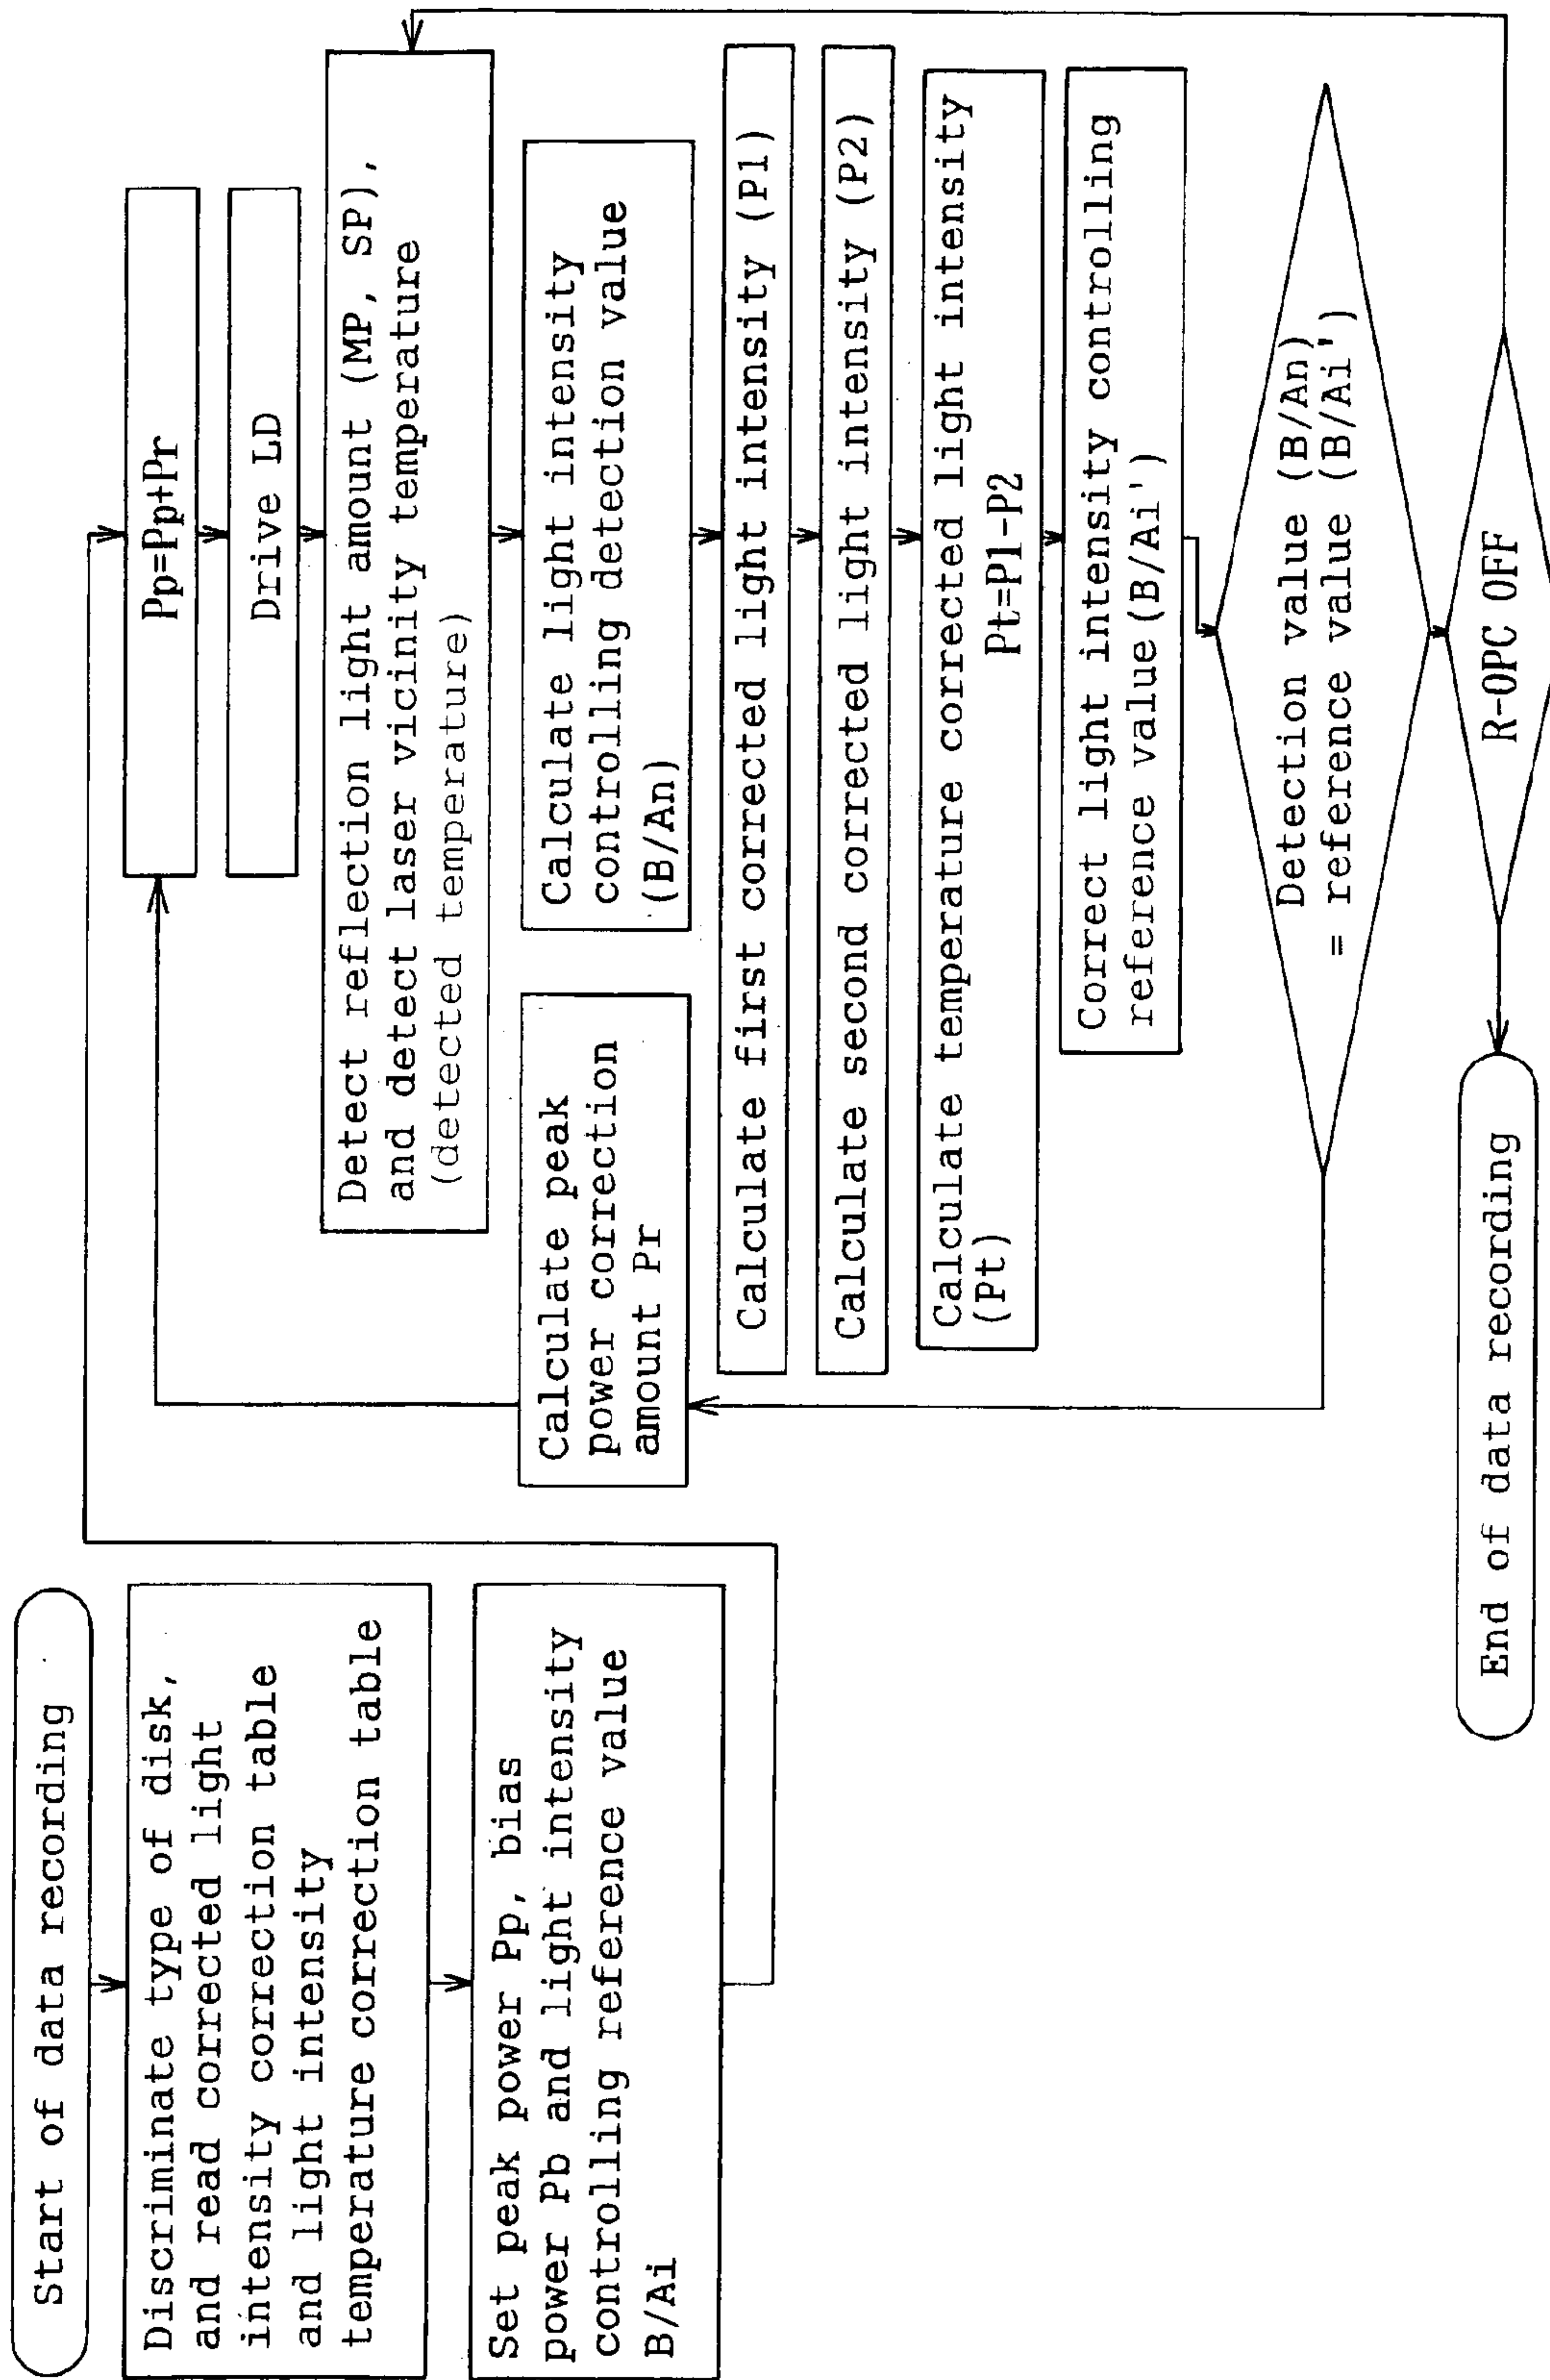 Start of data recording
Discriminate type of disk,
and read corrected light
intensity correction table
and light intensity
temperature correction table
Set peak power Pp, bias
power Pb and light intensity
controlling reference value
B/Ai
Pp=Pp+Pr
Drive LD
Detect reflection light amount (MP, SP),
and detect laser vicinity temperature
(detected temperature)
Calculate peak
power correction
amount Pr
Calculate light intensity
controlling detection value
(B/An)
Calculate first corrected light intensity (P1)
Calculate second corrected light intensity (P2)
Calculate temperature corrected light intensity
(Pt)
Pt=P1-P2
Correct light intensity controlling
reference value(B/Ai')
Detection value (B/An)
= reference value (B/Ai')
R-OPC OFF
End of data recording